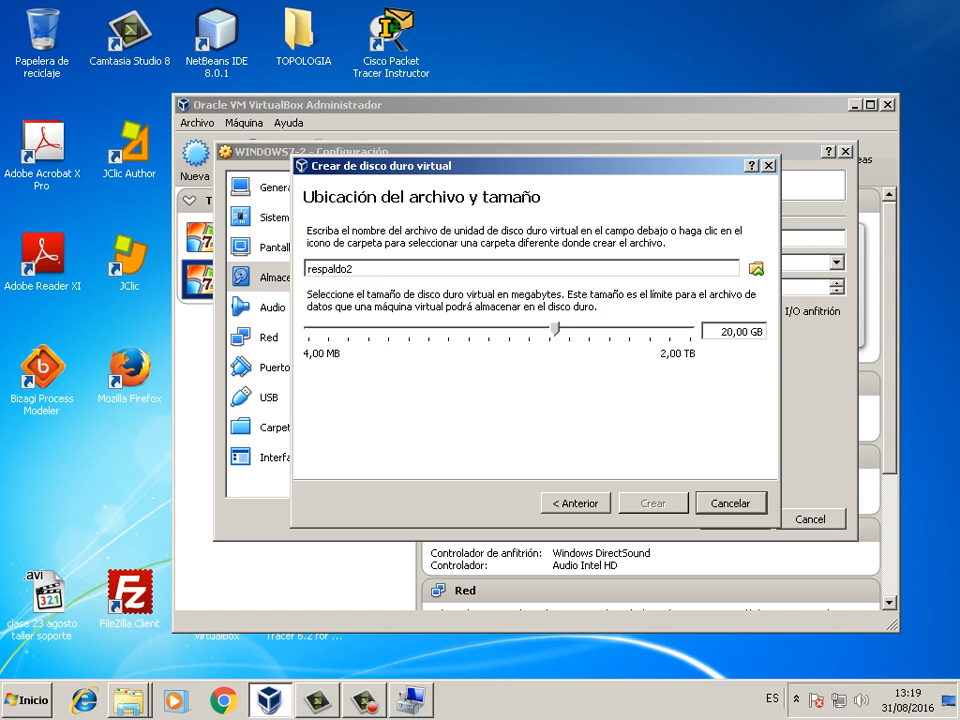 Papelera de
reciclaje
Camtasia Studio 8
NetBeans IDE
8.0.1
TOPOLOGIA
Cisco Packet
Tracer Instructor
Adobe Acrobat X
Pro
JClic Author
Adobe Reader XI
JClic
Bizagi Process
Modeler
Mozilla Firefox
.avi
321
clase 23 agosto
taller soporte
FileZilla Client
VirtualBox
Tracer 6.2 for ...
Oracle VM VirtualBox Administrador
Archivo Máquina Ayuda
Nueva
WINDOWS7-2 - Configuración
Sistem
Pantall
Almace
Audio
Red
Puerto
USB
Carpet
Interfa
Crear de disco duro virtual
Ubicación del archivo y tamaño
Escriba el nombre del archivo de unidad de disco duro virtual en el campo debajo o haga clic en el
icono de carpeta para seleccionar una carpeta diferente donde crear el archivo.
respaldo2
Seleccione el tamaño de disco duro virtual en megabytes. Este tamaño es el límite para el archivo de
datos que una máquina virtual podrá almacenar en el disco duro.
20,00 GB
4,00 MB 2,00 TB
< Anterior Crear Cancelar
I/O anfitrión
Cancel
Controlador de anfitrión: Windows DirectSound
Controlador: Audio Intel HD
Red
Inicio
ES
13:19
31/08/2016